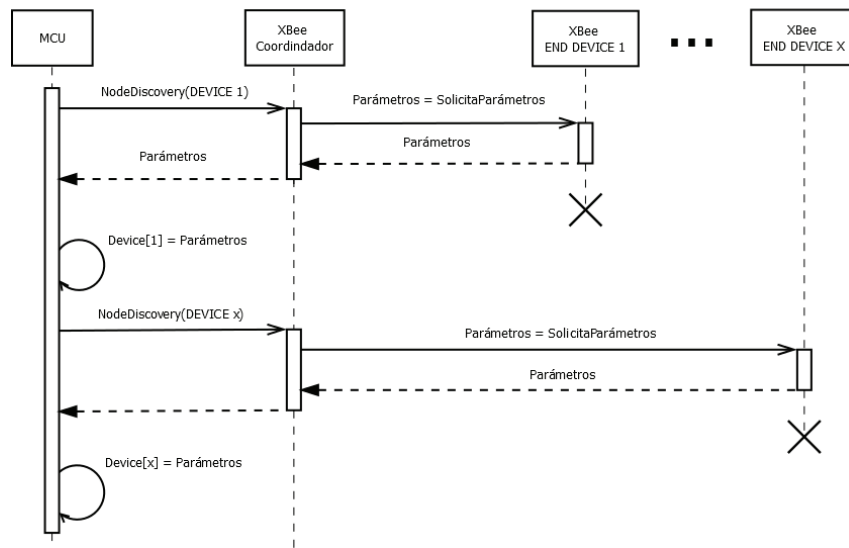 MCU
XBee
Coordindador
XBee
END DEVICE 1
...
XBee
END DEVICE X
NodeDiscovery(DEVICE 1)
Parámetros = SolicitaParámetros
Parámetros
Parámetros
Device[1] = Parámetros
NodeDiscovery(DEVICE x)
Parámetros = SolicitaParámetros
Parámetros
Device[x] = Parámetros